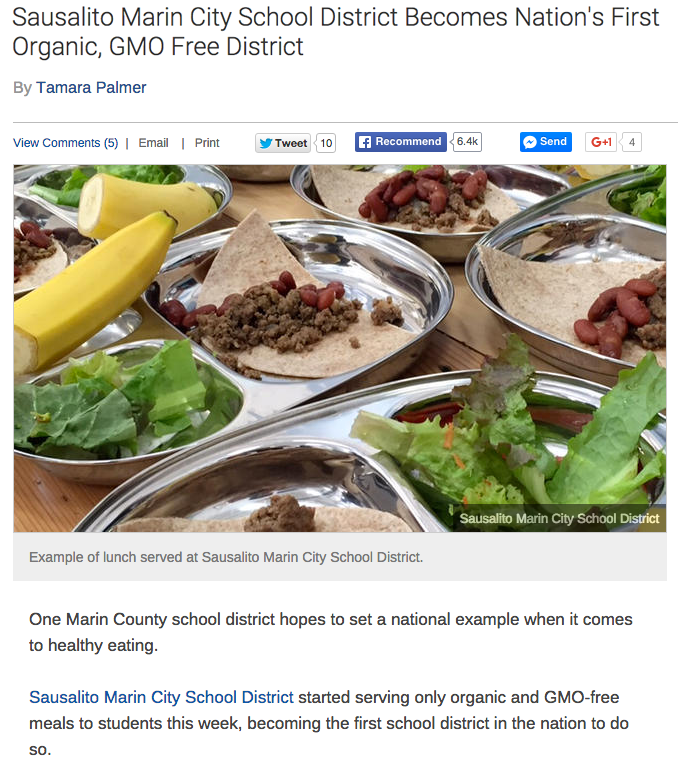 Sausalito Marin City School District Becomes Nation's First
Organic, GMO Free District
By Tamara Palmer
View Comments (5) | Email | Print Tweet 10 Recommend 6.4k Send G+1 4
Sausalito Marin City School District
Example of lunch served at Sausalito Marin City School District.
One Marin County school district hopes to set a national example when it comes
to healthy eating.
Sausalito Marin City School District started serving only organic and GMO-free
meals to students this week, becoming the first school district in the nation to do
so.